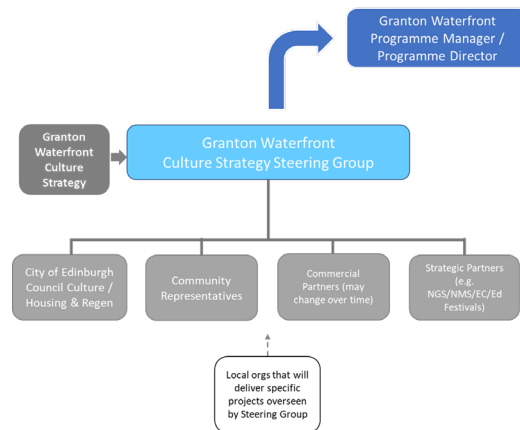 Granton Waterfront
Programme Manager /
Programme Director
Granton
Waterfront
Culture
Strategy
Granton Waterfront
Culture Strategy Steering Group
City of Edinburgh
Council Culture /
Housing & Regen
Community
Representatives
Commercial
Partners (may
change over time)
Strategic Partners
(e.g.
NGS/NMS/EC/Ed
Festivals)
Local orgs that will
deliver specific
projects overseen
by Steering Group